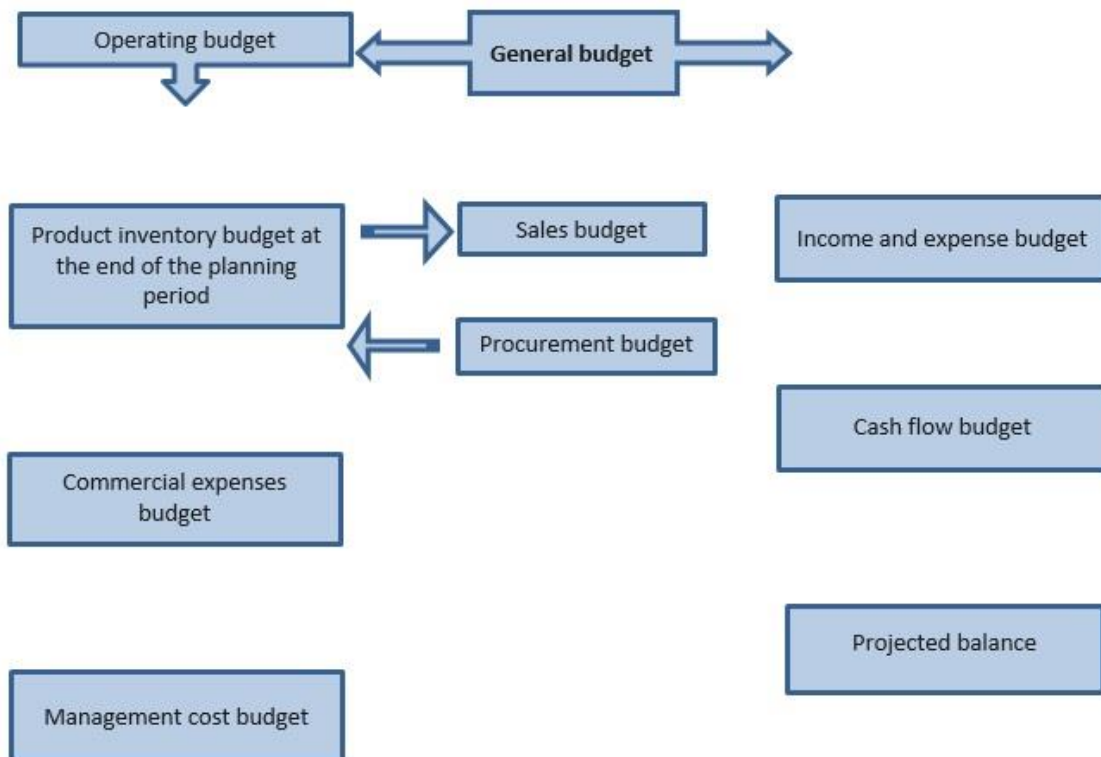 Operating budget
General budget
Product inventory budget at
the end of the planning
period
Sales budget
Income and expense budget
Procurement budget
Cash flow budget
Commercial expenses
budget
Projected balance
Management cost budget